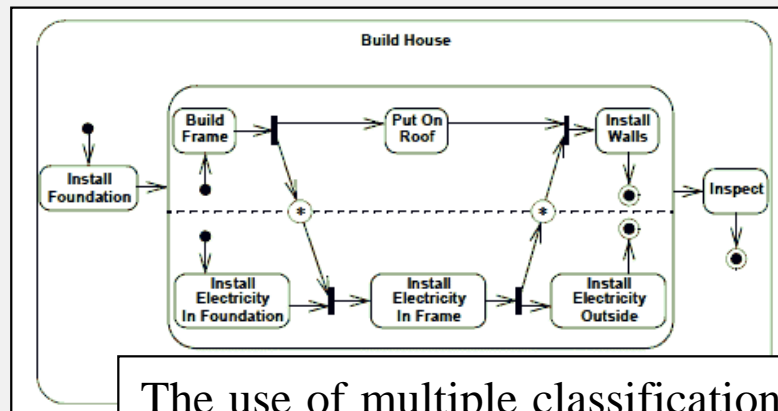 Build House
Build
Frame
Put On
Roof
Install
Walls
Install
Foundation
Inspect
*
*
Install
Electricity
In Foundation
Install
Electricity
In Frame
Install
Electricity
Outside
The use of multiple classification